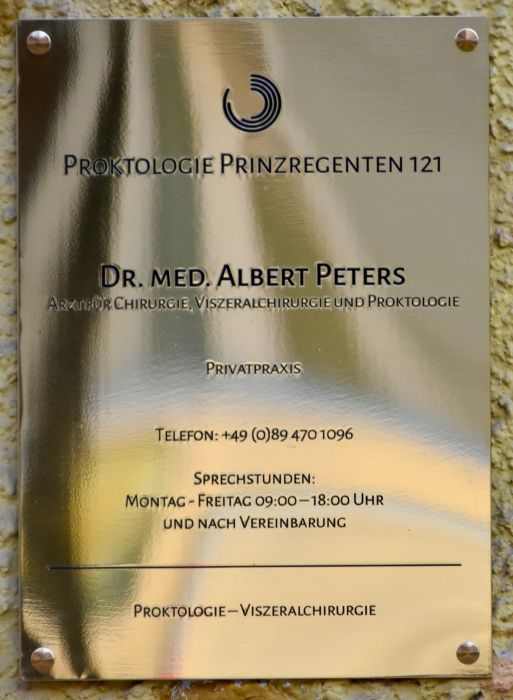 Proktologie Prinzregenten 121
Dr. med. Albert Peters
Arzt für Chirurgie, Viszeralchirurgie und Proktologie
Privatpraxis
Telefon: +49 (0)89 470 1096
Sprechstunden:
Montag - Freitag 09:00 – 18:00 Uhr
und nach Vereinbarung
Proktologie – Viszeralchirurgie